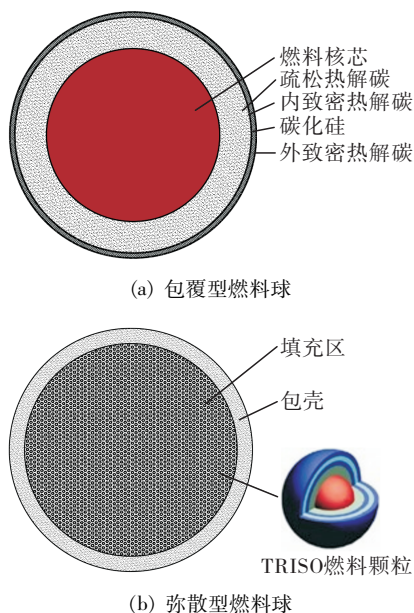 燃料核芯
疏松热解碳
内致密热解碳
碳化硅
外致密热解碳
(a) 包覆型燃料球
填充区
包壳
TRISO燃料颗粒
(b) 弥散型燃料球